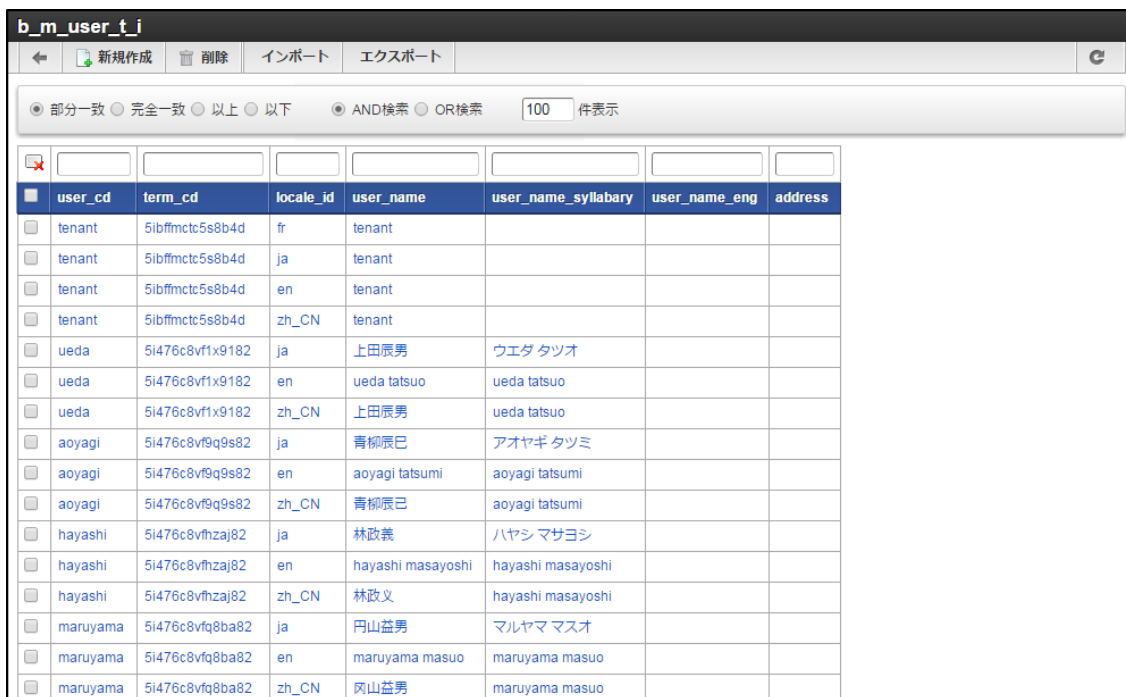 b_m_user_t_i
新規作成 削除 インポート エクスポート
部分一致 完全一致 以上 以下 AND検索 OR検索 100 件表示
user_cd term_cd locale_id user_name user_name_syllabary user_name_eng address
tenant 5ibffmctc5s8b4d fr tenant
tenant 5ibffmctc5s8b4d ja tenant
tenant 5ibffmctc5s8b4d en tenant
tenant 5ibffmctc5s8b4d zh_CN tenant
ueda 5i476c8vf1x9182 ja 上田辰男 ウエダ タツオ
ueda 5i476c8vf1x9182 en ueda tatsuo ueda tatsuo
ueda 5i476c8vf1x9182 zh_CN 上田辰男 ueda tatsuo
aoyagi 5i476c8vf9q9s82 ja 青柳辰巳 アオヤギ タツミ
aoyagi 5i476c8vf9q9s82 en aoyagi tatsumi aoyagi tatsumi
aoyagi 5i476c8vf9q9s82 zh_CN 青柳辰己 aoyagi tatsumi
hayashi 5i476c8vfhzaj82 ja 林政義 ハヤシ マサヨシ
hayashi 5i476c8vfhzaj82 en hayashi masayoshi hayashi masayoshi
hayashi 5i476c8vfhzaj82 zh_CN 林政义 hayashi masayoshi
maruyama 5i476c8vfq8ba82 ja 円山益男 マルヤマ マスオ
maruyama 5i476c8vfq8ba82 en maruyama masuo maruyama masuo
maruyama 5i476c8vfq8ba82 zh_CN 冈山益男 maruyama masuo